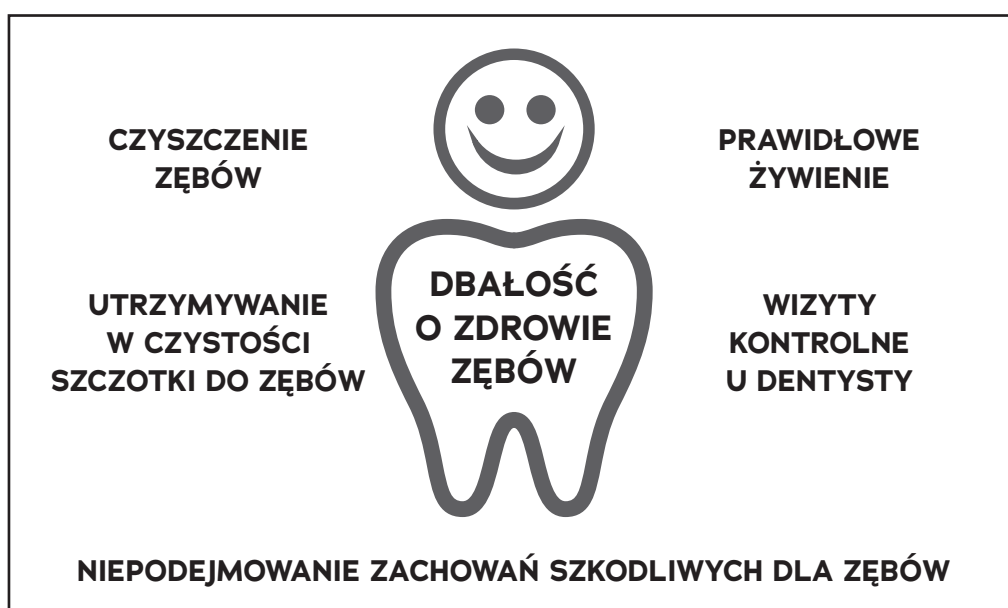 CZYSZCZENIE
ZĘBÓW
PRAWIDŁOWE
ŻYWIENIE
DBAŁOŚĆ
O ZDROWIE
ZĘBÓW
UTRZYMYWANIE
W CZYSTOŚCI
SZCZOTKI DO ZĘBÓW
WIZYTY
KONTROLNE
U DENTYSTY
NIEPODEJMOWANIE ZACHOWAŃ SZKODLIWYCH DLA ZĘBÓW